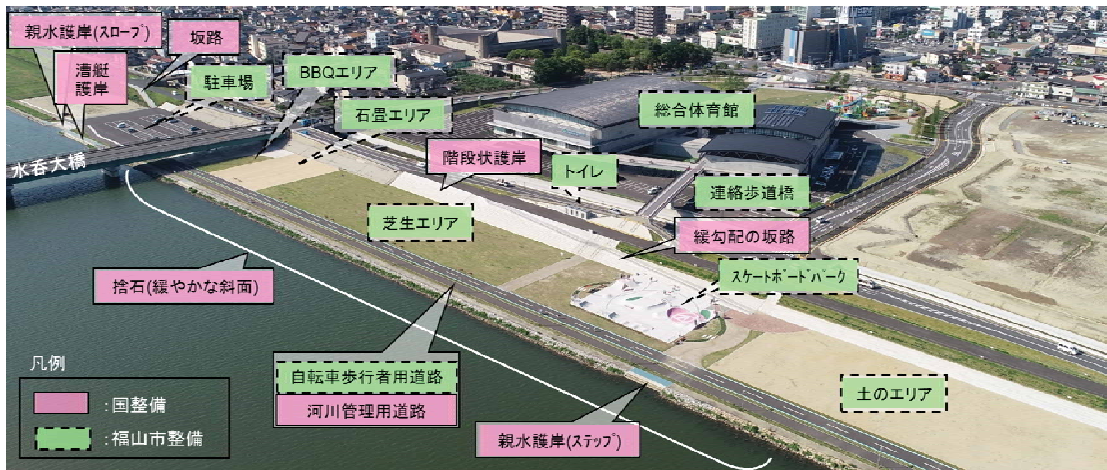 親水護岸(スロープ)
坂路
漕艇
護岸
駐車場
BBQエリア
石畳エリア
総合体育館
水呑大橋
階段状護岸
トイレ
連絡歩道橋
芝生エリア
緩勾配の坂路
スケートボードパーク
捨石(緩やかな斜面)
自転車歩行者用道路
河川管理用道路
土のエリア
親水護岸(ステップ)
凡例
:国整備
:福山市整備